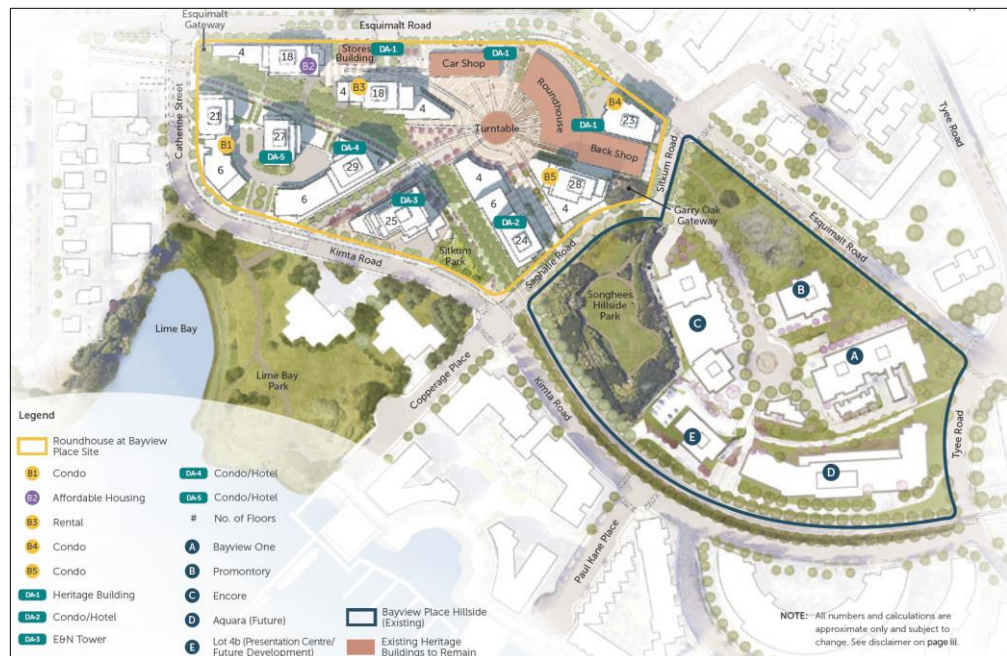 Esquimalt
Gateway
Esquimalt Road
4
18
B2
Stores
Building
DA-1
Car Shop
DA-1
Roundhouse
B4
23
DA-1
Back Shop
Tyee Road
Catherine Street
21
B1
6
27
DA-5
B3
4
18
4
Turntable
DA-4
29
6
6
DA-3
25
4
6
DA-2
24
B5
28
4
Sitkum Road
Garry Oak
Gateway
Esquimalt Road
Kimta Road
Sitkum
Park
Saghalie Road
Songhees
Hillside
Park
C
B
A
E
D
Tyee Road
Lime Bay
Lime Bay
Park
Copperage Place
Kimta Road
Paul Kane Place
Legend
Roundhouse at Bayview
Place Site
B1 Condo
B2 Affordable Housing
B3 Rental
B4 Condo
B5 Condo
DA-1 Heritage Building
DA-2 Condo/Hotel
DA-3 E&N Tower
DA-4 Condo/Hotel
DA-5 Condo/Hotel
# No. of Floors
A Bayview One
B Promontory
C Encore
D Aquara (Future)
E Lot 4b (Presentation Centre/
Future Development)
Bayview Place Hillside
(Existing)
Existing Heritage
Buildings to Remain
NOTE: All numbers and calculations are
approximate only and subject to
change. See disclaimer on page iii.